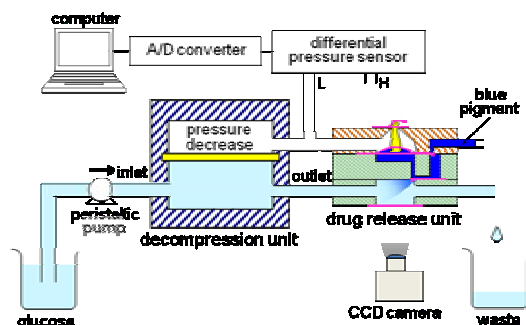 computer
A/D converter
differential
pressure sensor
L
H
blue
pigment
pressure
decrease
inlet
outlet
peristaltic
pump
decompression unit
drug release unit
glucose
CCD camera
waste